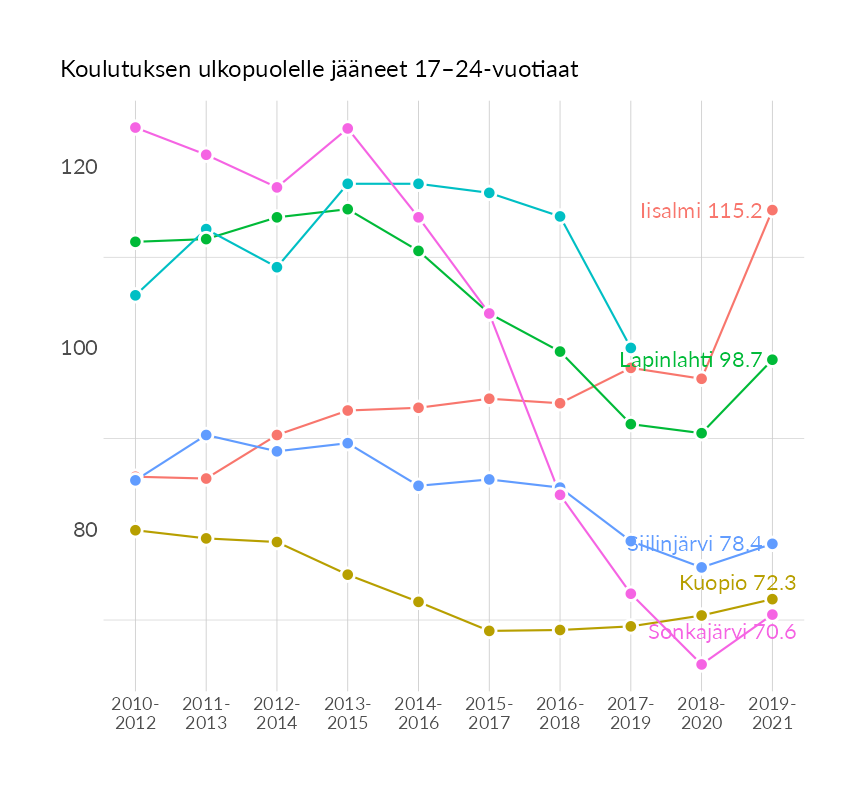 Koulutuksen ulkopuolelle jääneet 17–24-vuotiaat
120
Iisalmi 115.2
100
Lapinlahti 98.7
80
Siilinjärvi 78.4
Kuopio 72.3
Sonkajärvi 70.6
2010- 2011- 2012- 2013- 2014- 2015- 2016- 2017- 2018- 2019-
2012 2013 2014 2015 2016 2017 2018 2019 2020 2021